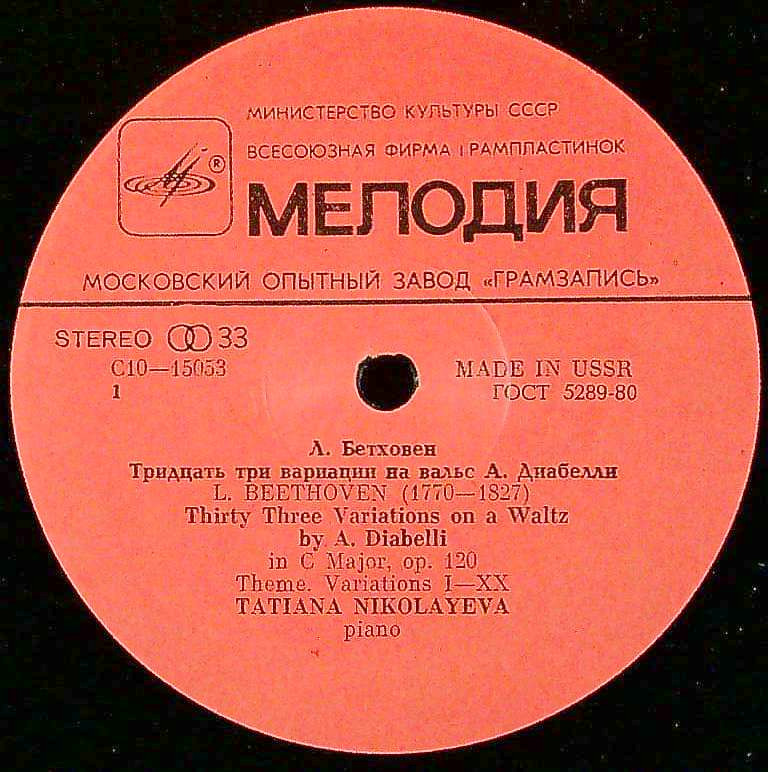 МИНИСТЕРСТВО КУЛЬТУРЫ СССР
ВСЕСОЮЗНАЯ ФИРМА ГРАМПЛАСТИНОК
®
МЕЛОДИЯ
МОСКОВСКИЙ ОПЫТНЫЙ ЗАВОД «ГРАМЗАПИСЬ»
STEREO 33
С10—15053
MADE IN USSR
1
ГОСТ 5289-80
Л. Бетховен
Тридцать три вариации на вальс А. Диабелли
L. BEETHOVEN (1770—1827)
Thirty Three Variations on a Waltz
by A. Diabelli
in C Major, op. 120
Theme. Variations I—XX
TATIANA NIKOLAYEVA
piano